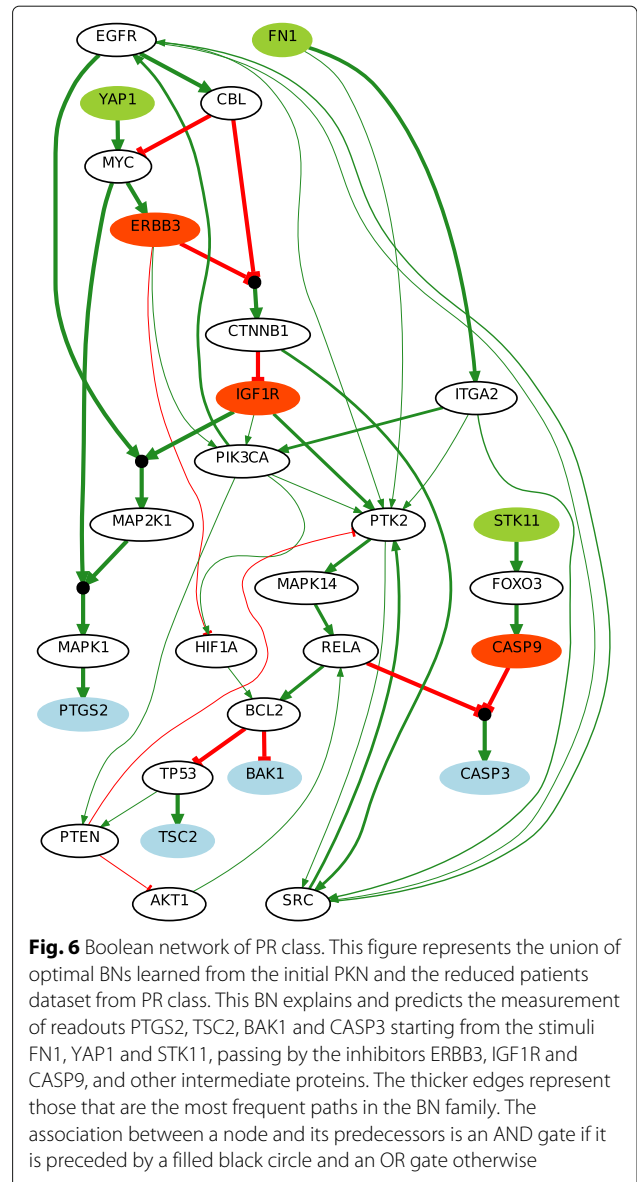 EGFR
FN1
YAP1
CBL
MYC
ERBB3
CTNNB1
IGF1R
ITGA2
PIK3CA
MAP2K1
PTK2
STK11
MAPK14
FOXO3
MAPK1
HIF1A
RELA
CASP9
PTGS2
BCL2
TP53
BAK1
CASP3
PTEN
TSC2
AKT1
SRC
Fig. 6 Boolean network of PR class. This figure represents the union of
optimal BNs learned from the initial PKN and the reduced patients
dataset from PR class. This BN explains and predicts the measurement
of readouts PTGS2, TSC2, BAK1 and CASP3 starting from the stimuli
FN1, YAP1 and STK11, passing by the inhibitors ERBB3, IGF1R and
CASP9, and other intermediate proteins. The thicker edges represent
those that are the most frequent paths in the BN family. The
association between a node and its predecessors is an AND gate if it
is preceded by a filled black circle and an OR gate otherwise